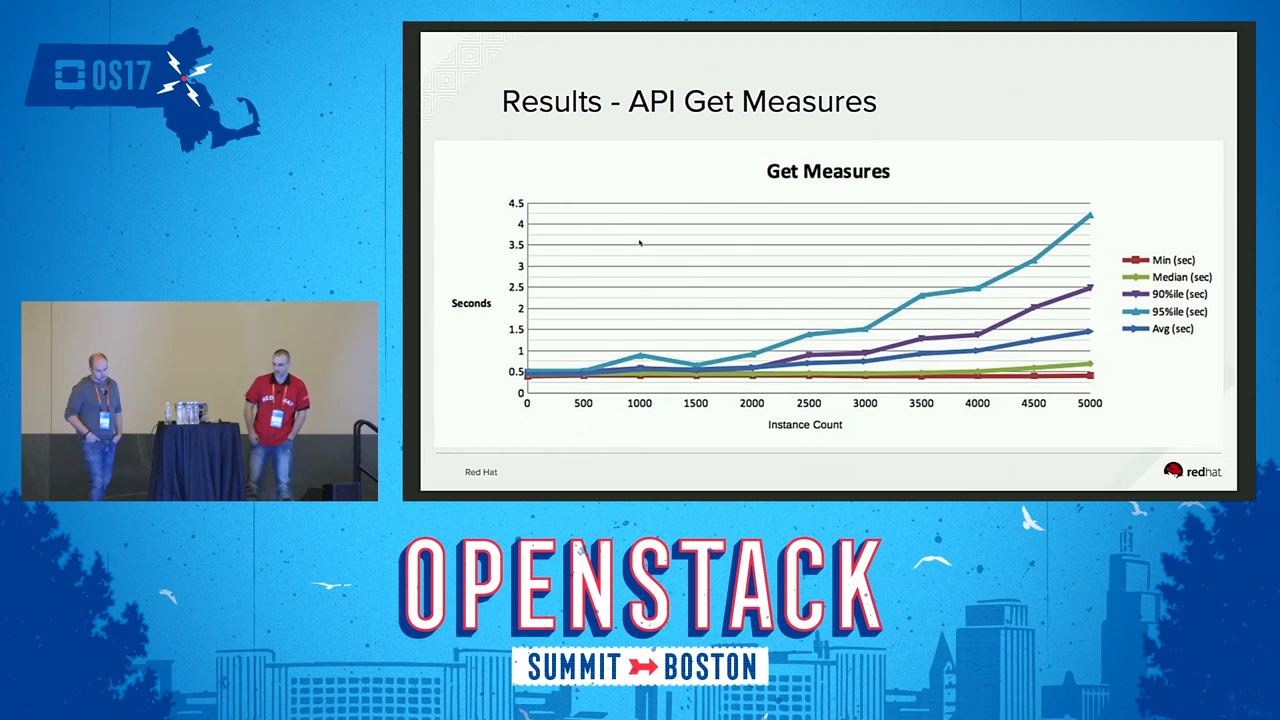 OS17
Results - API Get Measures
Get Measures
4.5
4
3.5
3
2.5
2
1.5
1
0.5
0
Seconds
0 500 1000 1500 2000 2500 3000 3500 4000 4500 5000
Instance Count
Min (sec)
Median (sec)
90%ile (sec)
95%ile (sec)
Avg (sec)
Red Hat
redhat.
OPENSTACK
SUMMIT BOSTON